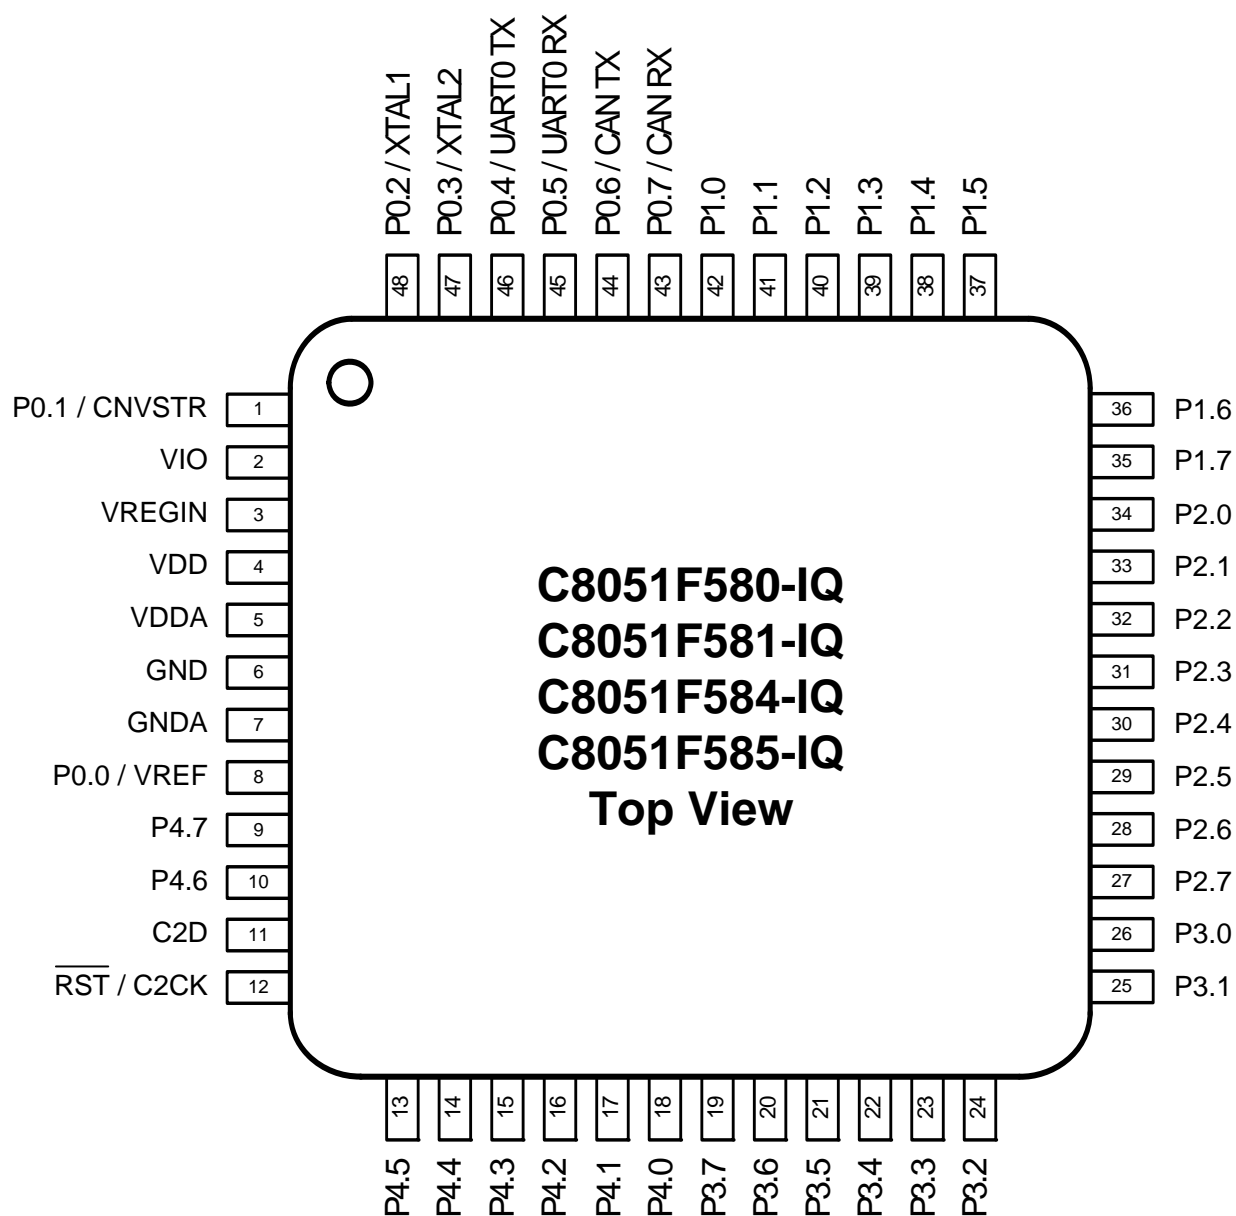 P0.2 / XTAL1
P0.3 / XTAL2
P0.4 / UART0 TX
P0.5 / UART0 RX
P0.6 / CAN TX
P0.7 / CAN RX
P1.0
P1.1
P1.2
P1.3
P1.4
P1.5
48
47
46
45
44
43
42
41
40
39
38
37
P0.1 / CNVSTR 1
VIO 2
VREGIN 3
VDD 4
VDDA 5
GND 6
GNDA 7
P0.0 / VREF 8
P4.7 9
P4.6 10
C2D 11
RST / C2CK 12
C8051F580-IQ
C8051F581-IQ
C8051F584-IQ
C8051F585-IQ
Top View
36 P1.6
35 P1.7
34 P2.0
33 P2.1
32 P2.2
31 P2.3
30 P2.4
29 P2.5
28 P2.6
27 P2.7
26 P3.0
25 P3.1
13
14
15
16
17
18
19
20
21
22
23
24
P4.5
P4.4
P4.3
P4.2
P4.1
P4.0
P3.7
P3.6
P3.5
P3.4
P3.3
P3.2